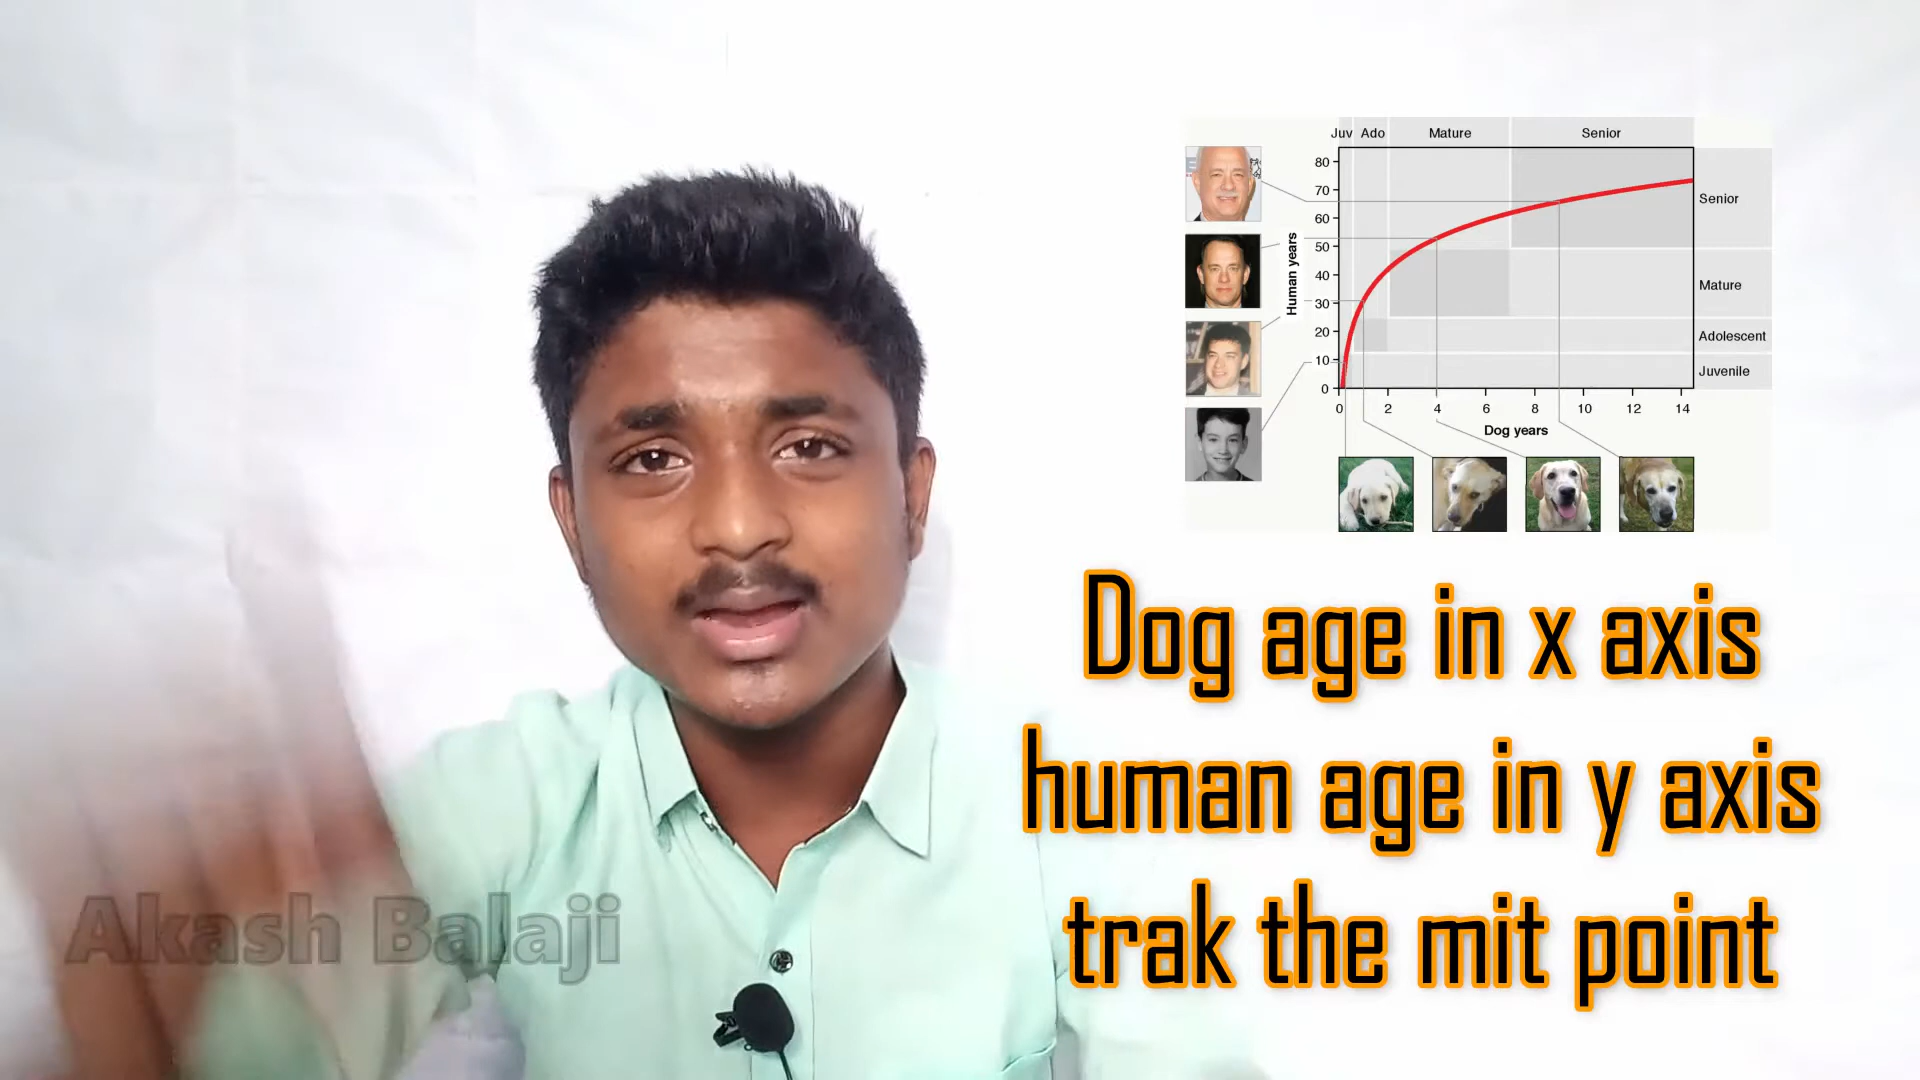 Juv Ado Mature Senior
80
70
60
50
40
30
20
10
0
Human years
Senior
Mature
Adolescent
Juvenile
0 2 4 6 8 10 12 14
Dog years
Dog age in x axis
human age in y axis
trak the mit point
Akash Balaji